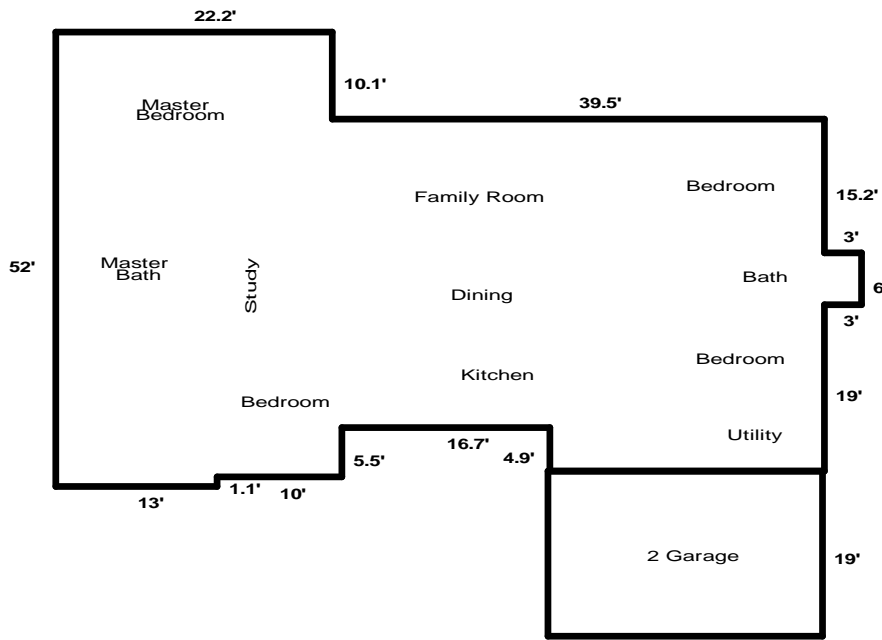 22.2'
10.1'
39.5'
Master
Bedroom
Family Room
Bedroom
15.2'
3'
52'
Master
Bath
Study
Dining
Bath
6
3'
Kitchen
Bedroom
19'
Bedroom
Utility
5.5'
16.7'
4.9'
13'
1.1'
10'
2 Garage
19'